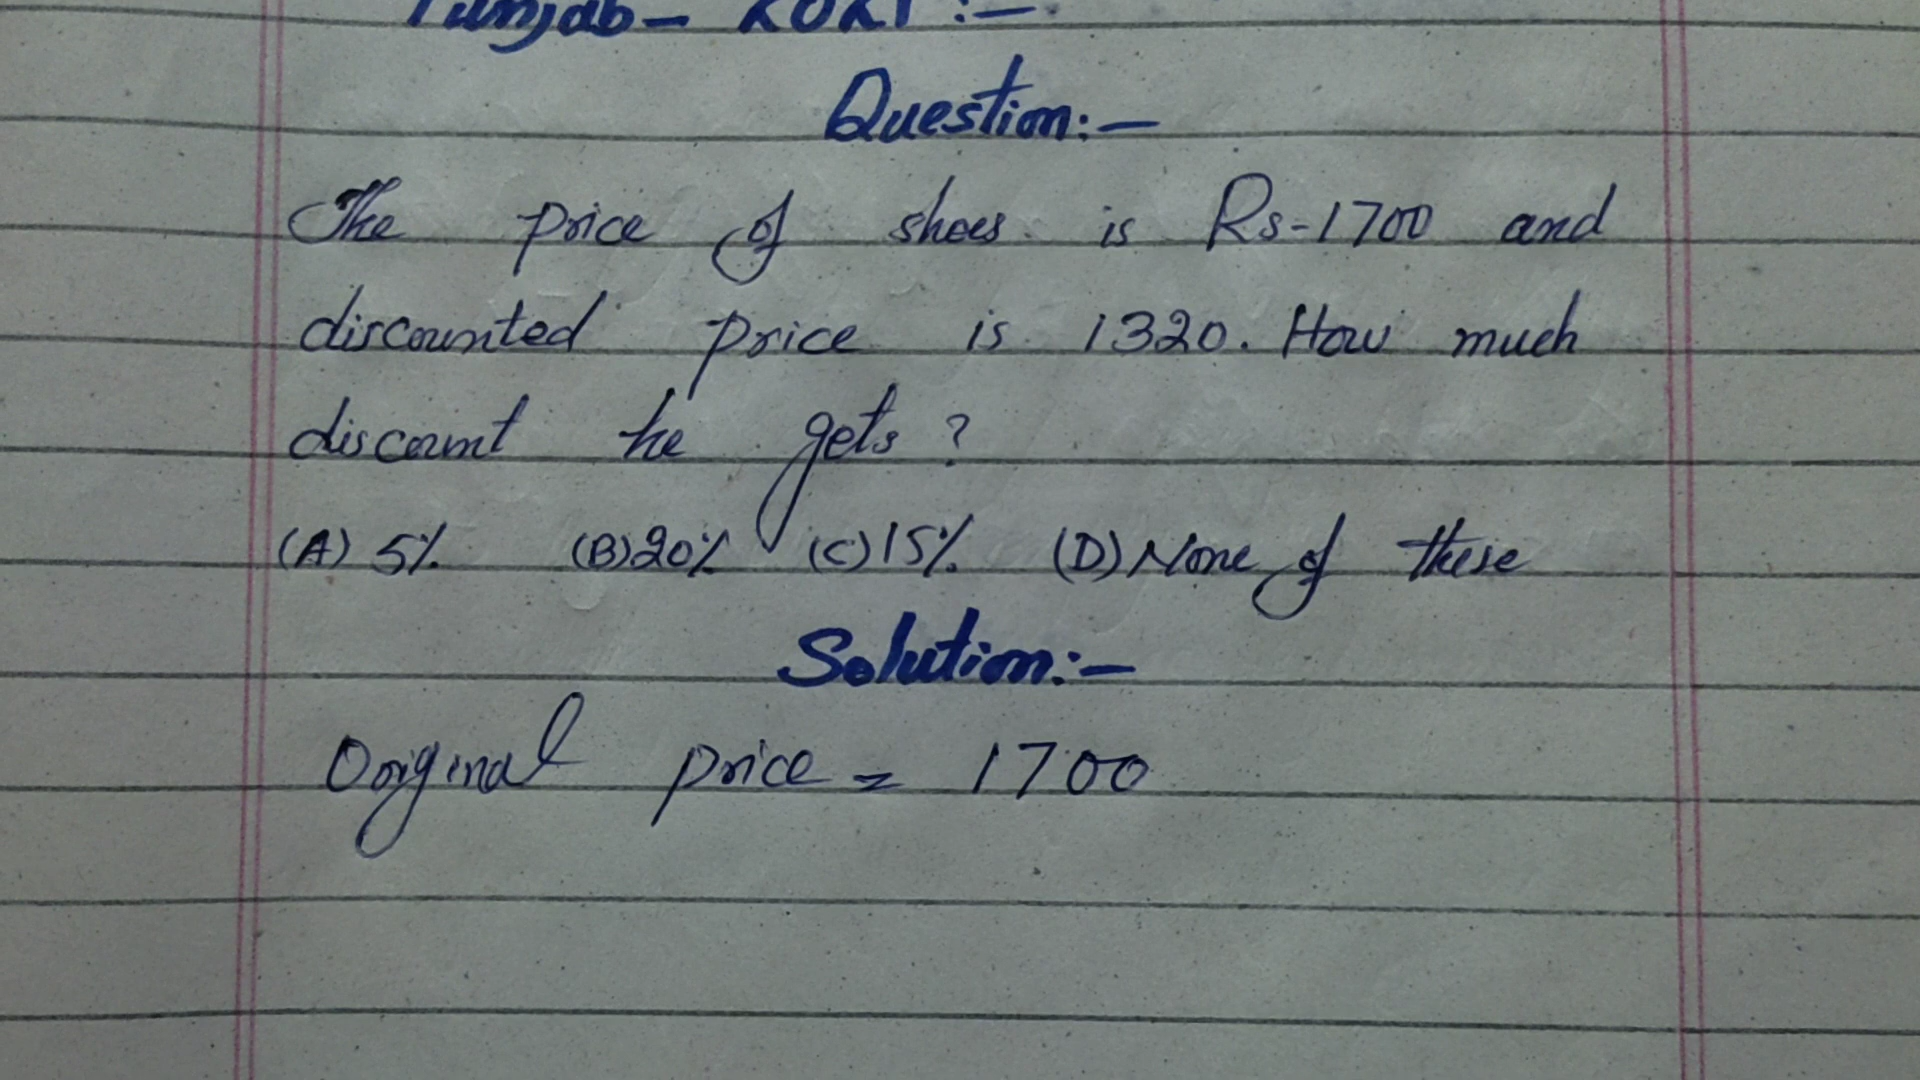 Punjab-
Question:-
The price of shoes is Rs-1700 and
discounted price is 1320. How much
discount he gets?
(A) 5% (B) 20% (C) 15% (D) None of these
Solution:-
Original price = 1700